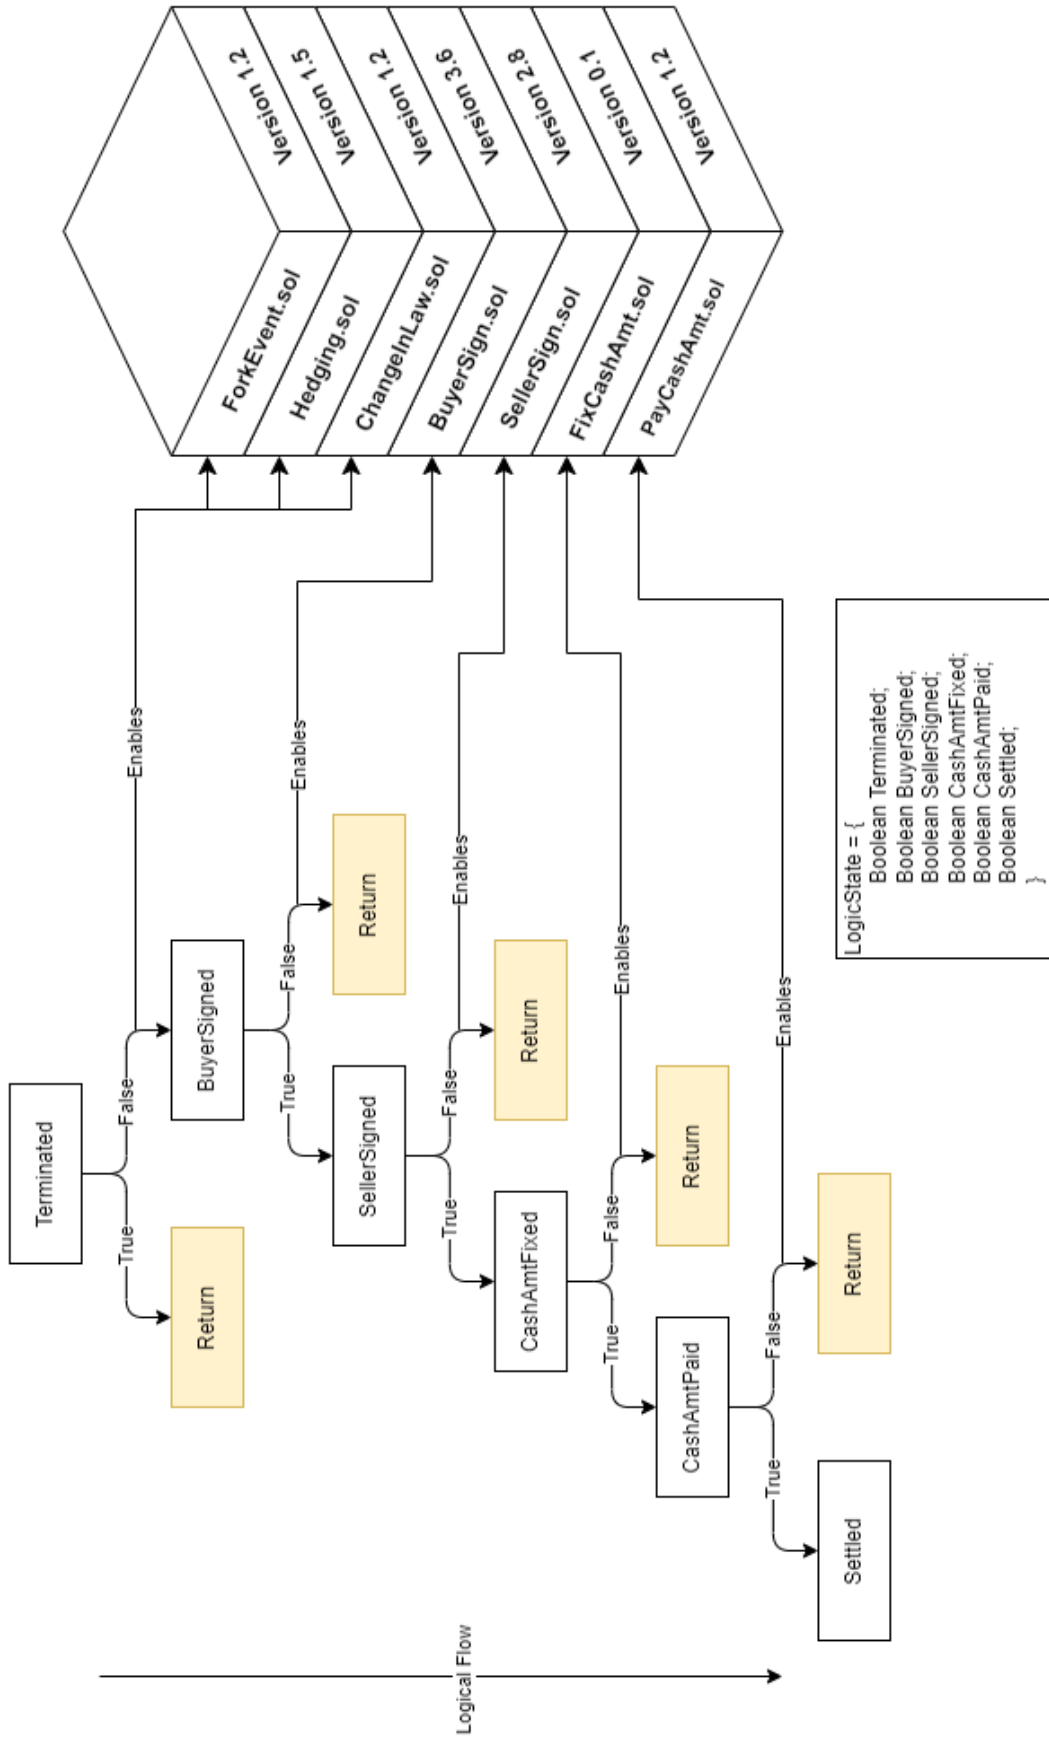 Terminated
True
False
Enables
Return
BuyerSigned
True
False
Enables
SellerSigned
Return
True
False
Enables
CashAmtFixed
Return
True
False
Enables
CashAmtPaid
Return
True
False
Enables
Settled
Return
Logical Flow
ForkEvent.sol Version 1.2
Hedging.sol Version 1.5
ChangeInLaw.sol Version 1.2
BuyerSign.sol Version 3.6
SellerSign.sol Version 2.8
FixCashAmt.sol Version 0.1
PayCashAmt.sol Version 1.2
LogicState = {
Boolean Terminated;
Boolean BuyerSigned;
Boolean SellerSigned;
Boolean CashAmtFixed;
Boolean CashAmtPaid;
Boolean Settled;
}